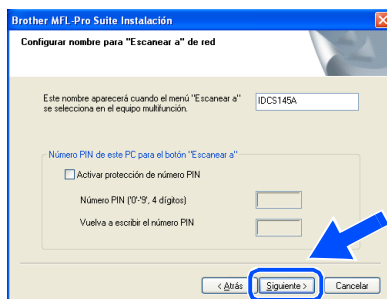 Brother MFL-Pro Suite Instalación
Configurar nombre para "Escanear a" de red
Este nombre aparecerá cuando el menú "Escanear a"
se selecciona en el equipo multifunción.
IDCS145A
Número PIN de este PC para el botón "Escanear a"
Activar protección de número PIN
Número PIN ('0'-'9', 4 dígitos)
Vuelva a escribir el número PIN
< Atrás
Siguiente >
Cancelar